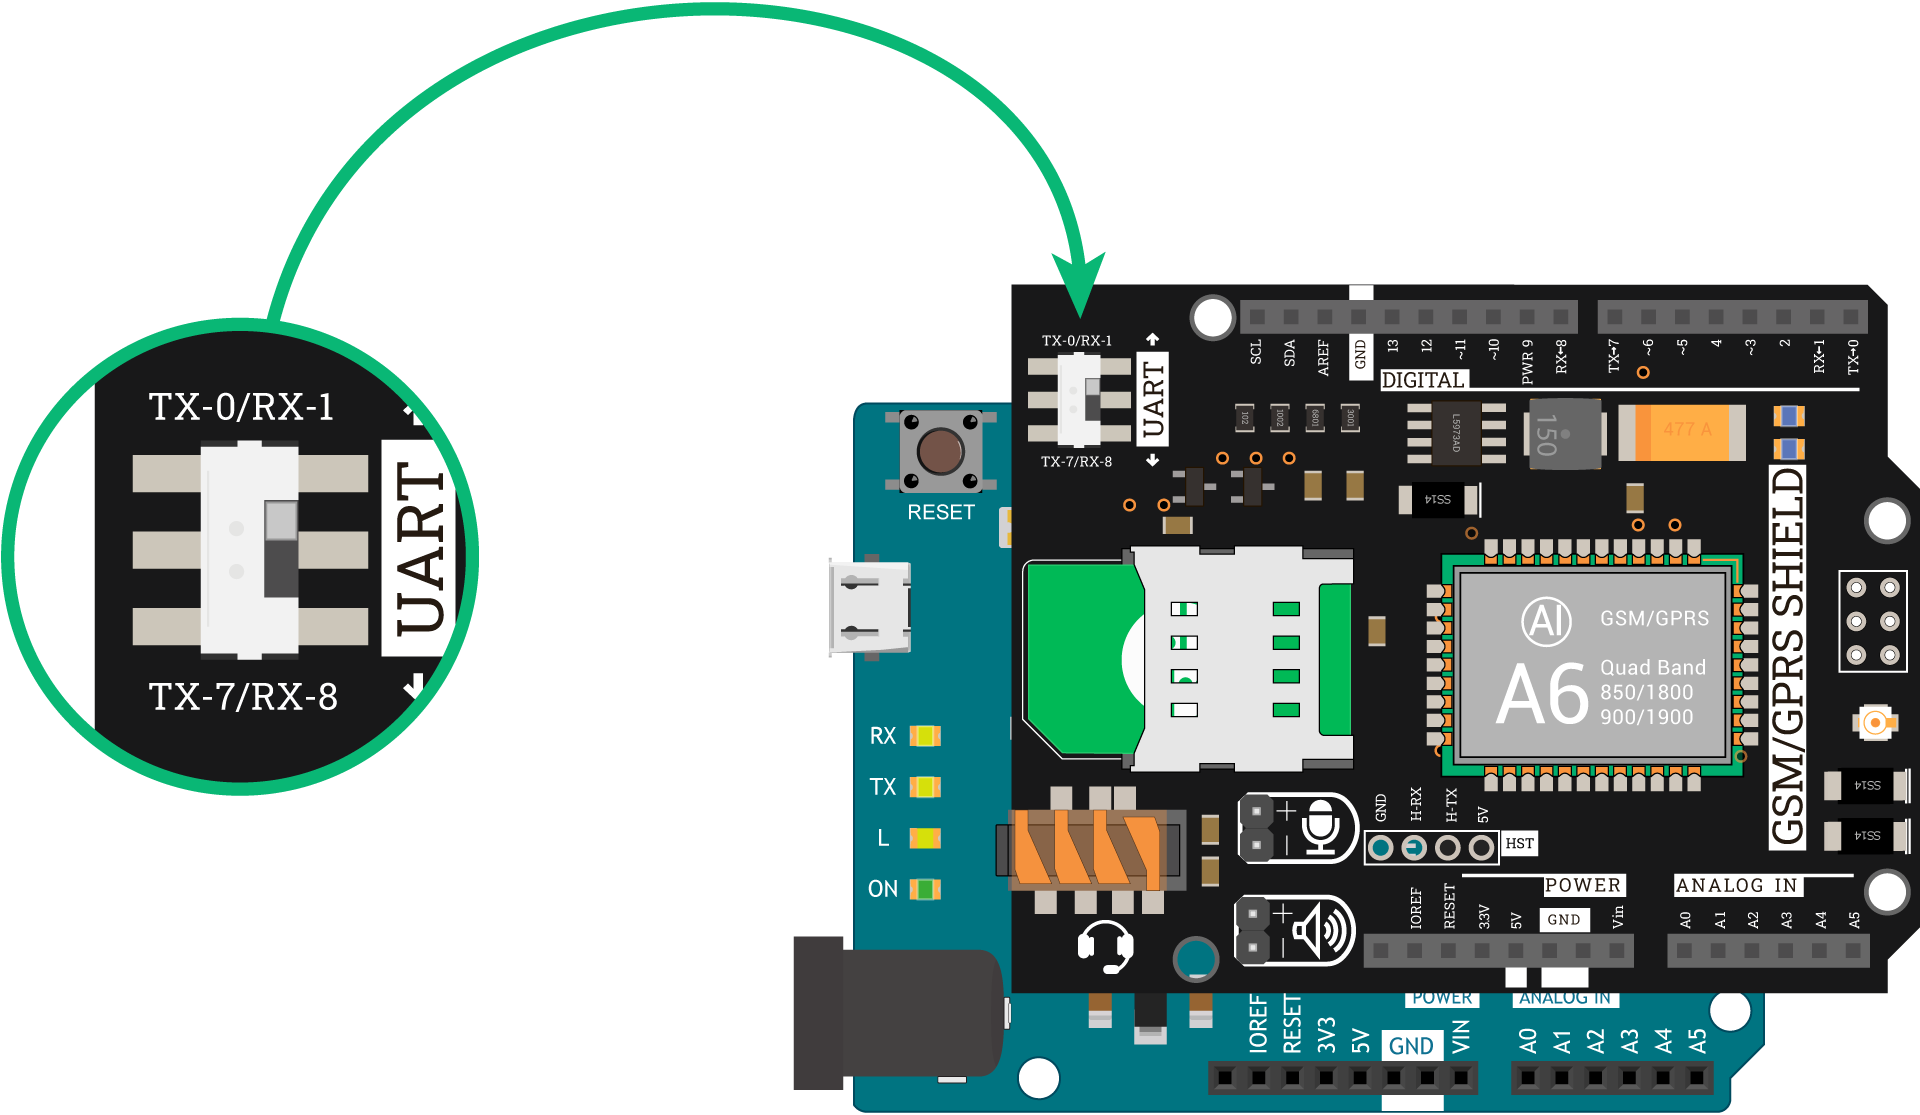 TX-0/RX-1
UART
TX-7/RX-8
TX-0/RX-1
UART
TX-7/RX-8
SCL
SDA
AREF
GND
13
12
~11
~10
PWR 9
RX←8
TX→7
~6
~5
4
~3
2
RX←1
TX→0
DIGITAL
102
1002
6801
3001
L5973AD
150
477 A
SS14
RESET
GSM/GPRS SHIELD
AI
GSM/GPRS
A6
Quad Band
850/1800
900/1900
RX
TX
L
ON
SS14
SS14
GND
H-RX
H-TX
5V
HST
POWER
ANALOG IN
IOREF
RESET
3.3V
5V
GND
Vin
A0
A1
A2
A3
A4
A5
POWER
ANALOG IN
IOREF
RESET
3V3
5V
GND
VIN
A0
A1
A2
A3
A4
A5